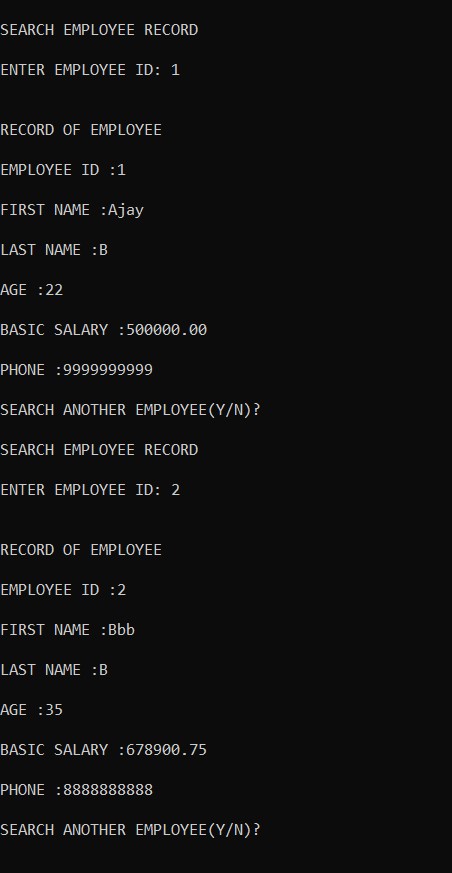 SEARCH EMPLOYEE RECORD
ENTER EMPLOYEE ID: 1
RECORD OF EMPLOYEE
EMPLOYEE ID :1
FIRST NAME :Ajay
LAST NAME :B
AGE :22
BASIC SALARY :500000.00
PHONE :9999999999
SEARCH ANOTHER EMPLOYEE(Y/N)?
SEARCH EMPLOYEE RECORD
ENTER EMPLOYEE ID: 2
RECORD OF EMPLOYEE
EMPLOYEE ID :2
FIRST NAME :Bbb
LAST NAME :B
AGE :35
BASIC SALARY :678900.75
PHONE :8888888888
SEARCH ANOTHER EMPLOYEE(Y/N)?